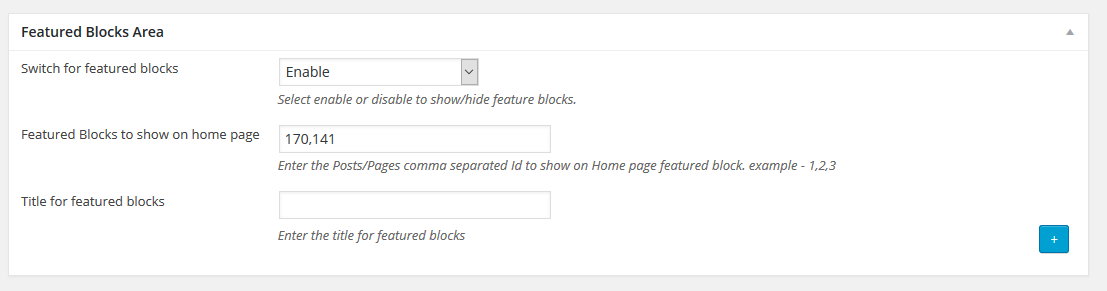 Featured Blocks Area
Switch for featured blocks
Enable
Select enable or disable to show/hide feature blocks.
Featured Blocks to show on home page
170,141
Enter the Posts/Pages comma separated Id to show on Home page featured block. example - 1,2,3
Title for featured blocks
Enter the title for featured blocks
+